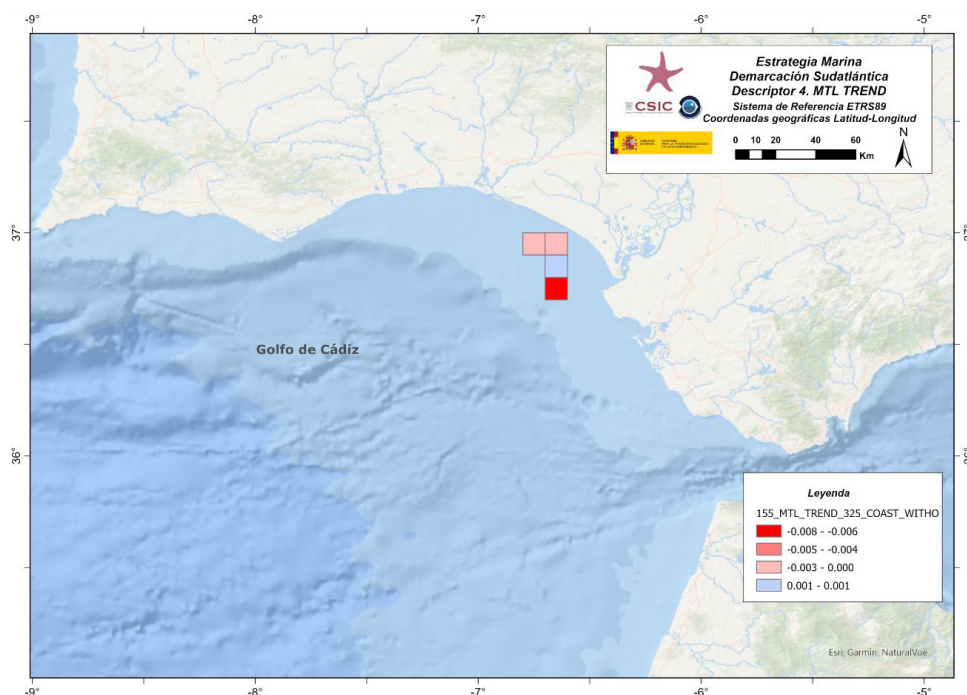 -9° -8° -7° -6° -5°
Estrategia Marina
Demarcación Sudatlántica
Descriptor 4. MTL TREND
Sistema de Referencia ETRS89
Coordenadas geográficas Latitud-Longitud
CSIC
N
0 10 20 40 60
Km
37° 37°
Golfo de Cádiz
36° 36°
Leyenda
155_MTL_TREND_325_COAST_WITHO
-0.008 - -0.006
-0.005 - -0.004
-0.003 - 0.000
0.001 - 0.001
Esri, Garmin, NaturalVue
-9° -8° -7° -6° -5°